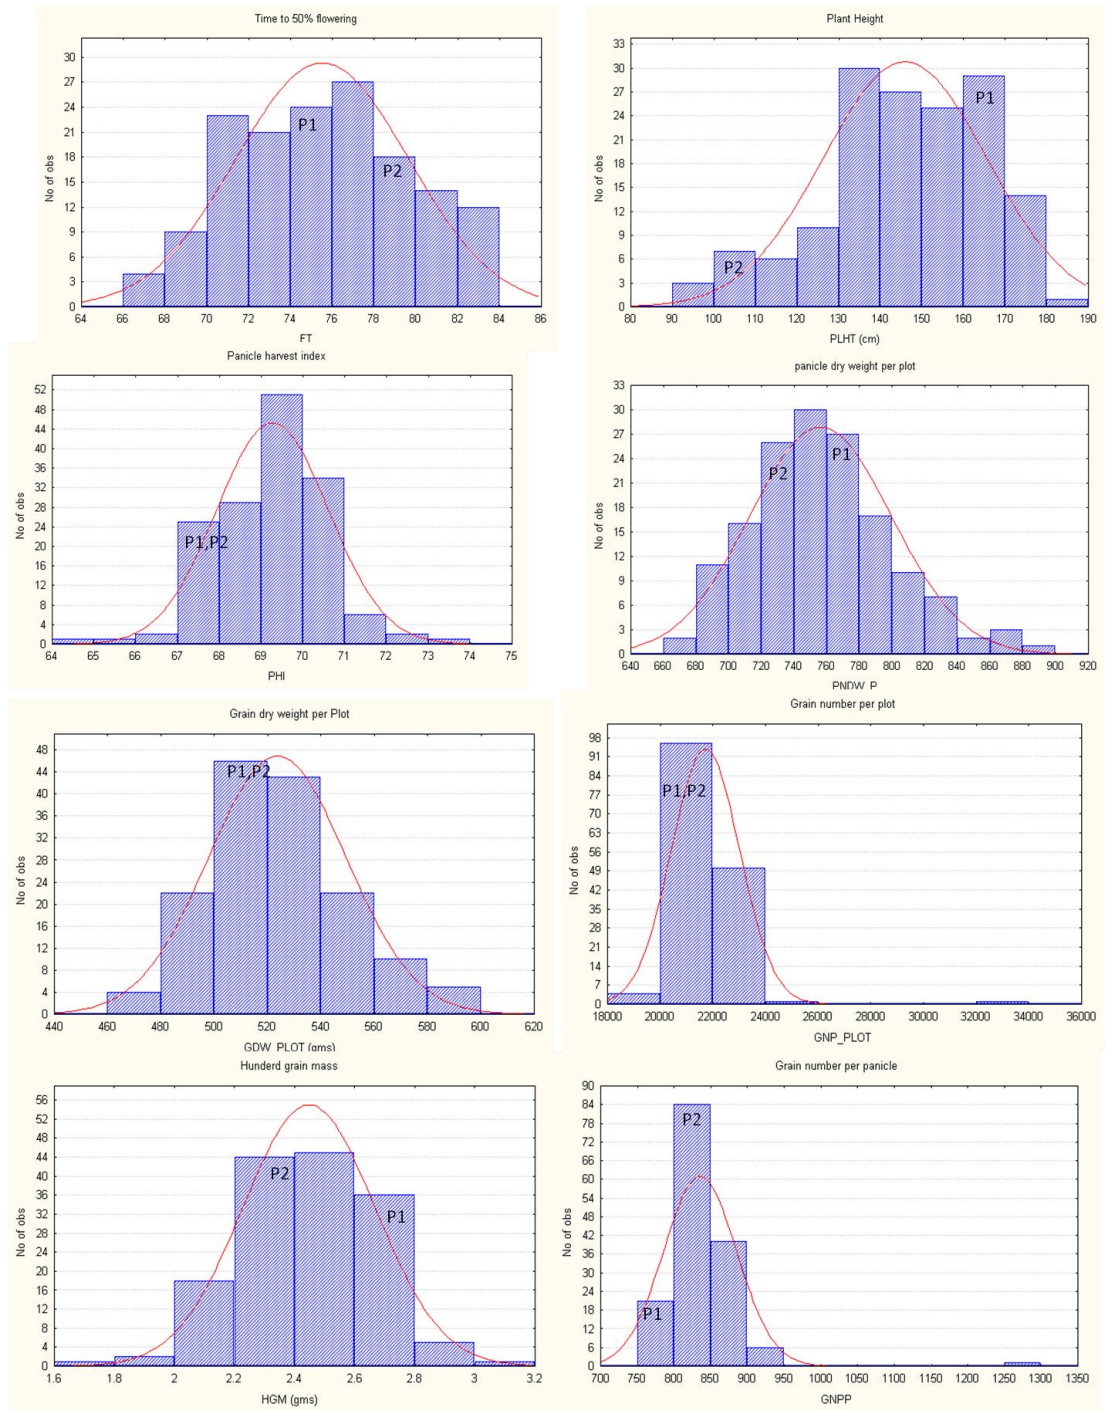 Time to 50% flowering
No of obs
30
27
24
21
18
15
12
9
6
3
0
P1
P2
64 66 68 70 72 74 76 78 80 82 84 86
FT
Plant Height
No of obs
33
30
27
24
21
18
15
12
9
6
3
0
P1
P2
80 90 100 110 120 130 140 150 160 170 180 190
PLHT (cm)
Panicle harvest index
No of obs
52
48
44
40
36
32
28
24
20
16
12
8
4
0
P1,P2
64 65 66 67 68 69 70 71 72 73 74 75
PHI
panicle dry weight per plot
No of obs
33
30
27
24
21
18
15
12
9
6
3
0
P1
P2
640 660 680 700 720 740 760 780 800 820 840 860 880 900 920
PNDW_P
Grain dry weight per Plot
No of obs
48
44
40
36
32
28
24
20
16
12
8
4
0
P1,P2
440 460 480 500 520 540 560 580 600 620
GDW_PLOT (gms)
Grain number per plot
No of obs
98
91
84
77
70
63
56
49
42
35
28
21
14
7
0
P1,P2
18000 20000 22000 24000 26000 28000 30000 32000 34000 36000
GNP_PLOT
Hunderd grain mass
No of obs
56
52
48
44
40
36
32
28
24
20
16
12
8
4
0
P2
P1
1.6 1.8 2 2.2 2.4 2.6 2.8 3 3.2
HGM (gms)
Grain number per panicle
No of obs
90
84
78
72
66
60
54
48
42
36
30
24
18
12
6
0
P2
P1
700 750 800 850 900 950 1000 1050 1100 1150 1200 1250 1300 1350
GNPP